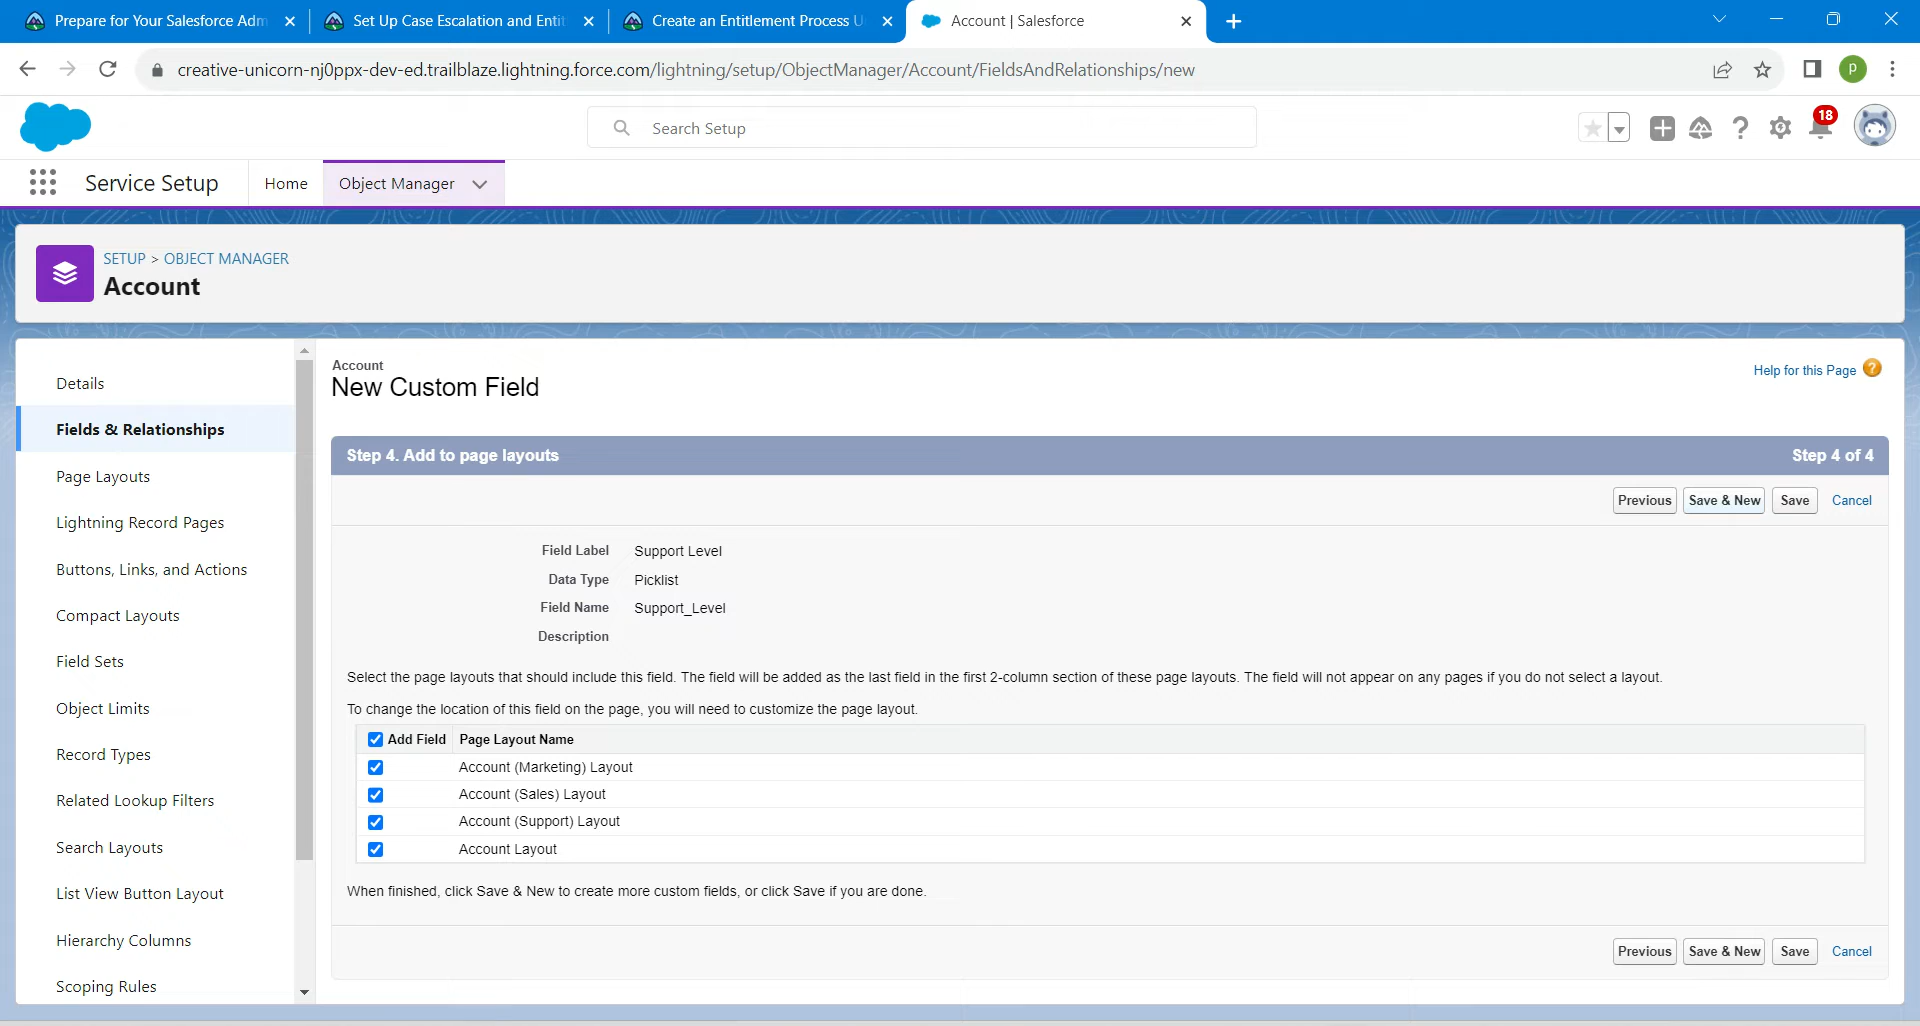 Prepare for Your Salesforce Adm
Set Up Case Escalation and Entit
Create an Entitlement Process U
Account | Salesforce
creative-unicorn-nj0ppx-dev-ed.trailblaze.lightning.force.com/lightning/setup/ObjectManager/Account/FieldsAndRelationships/new
P
Search Setup
18
Service Setup
Home
Object Manager
SETUP > OBJECT MANAGER
Account
Details
Fields & Relationships
Page Layouts
Lightning Record Pages
Buttons, Links, and Actions
Compact Layouts
Field Sets
Object Limits
Record Types
Related Lookup Filters
Search Layouts
List View Button Layout
Hierarchy Columns
Scoping Rules
Account
New Custom Field
Help for this Page ?
Step 4. Add to page layouts
Step 4 of 4
Previous Save & New Save Cancel
Field Label Support Level
Data Type Picklist
Field Name Support_Level
Description
Select the page layouts that should include this field. The field will be added as the last field in the first 2-column section of these page layouts. The field will not appear on any pages if you do not select a layout.
To change the location of this field on the page, you will need to customize the page layout.
Add Field Page Layout Name
Account (Marketing) Layout
Account (Sales) Layout
Account (Support) Layout
Account Layout
When finished, click Save & New to create more custom fields, or click Save if you are done.
Previous Save & New Save Cancel